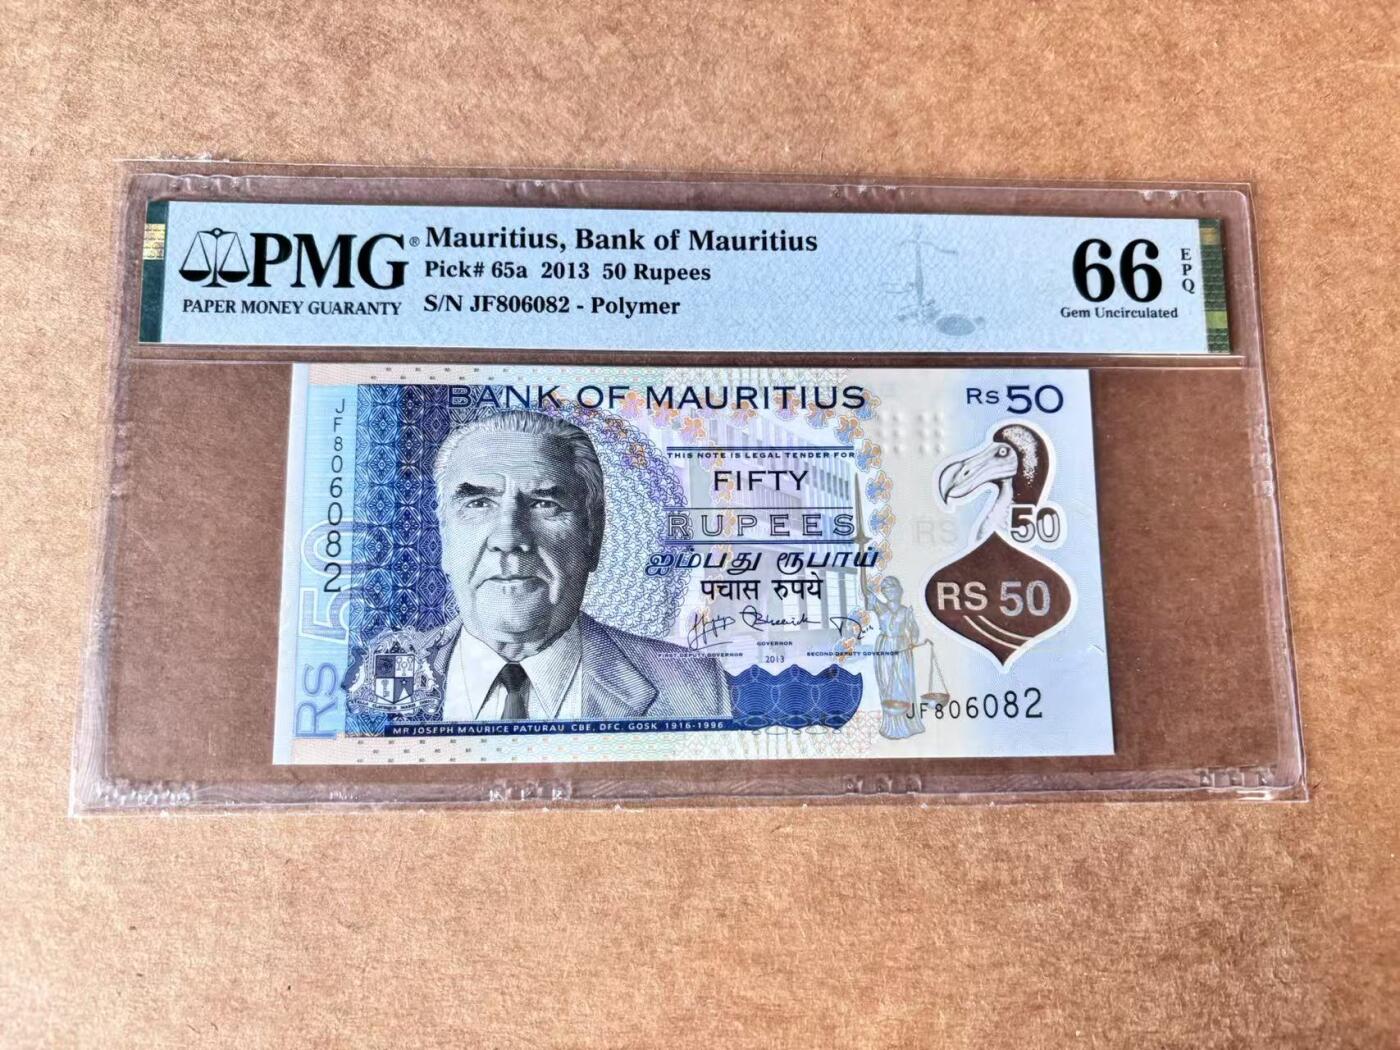 PMG®
PAPER MONEY GUARANTY
Mauritius, Bank of Mauritius
Pick# 65a 2013 50 Rupees
S/N JF806082 - Polymer
66
EPQ
Gem Uncirculated
BANK OF MAURITIUS
Rs 50
JF806082
THIS NOTE IS LEGAL TENDER FOR
FIFTY
RUPEES
ஐம்பது ரூபாய்
पचास रुपये
RS
50
RS 50
GOVERNOR
FIRST DEPUTY GOVERNOR
2013
SECOND DEPUTY GOVERNOR
RS 50
JF806082
MR JOSEPH MAURICE PATURAU CBE, DFC, GOSK 1916-1996